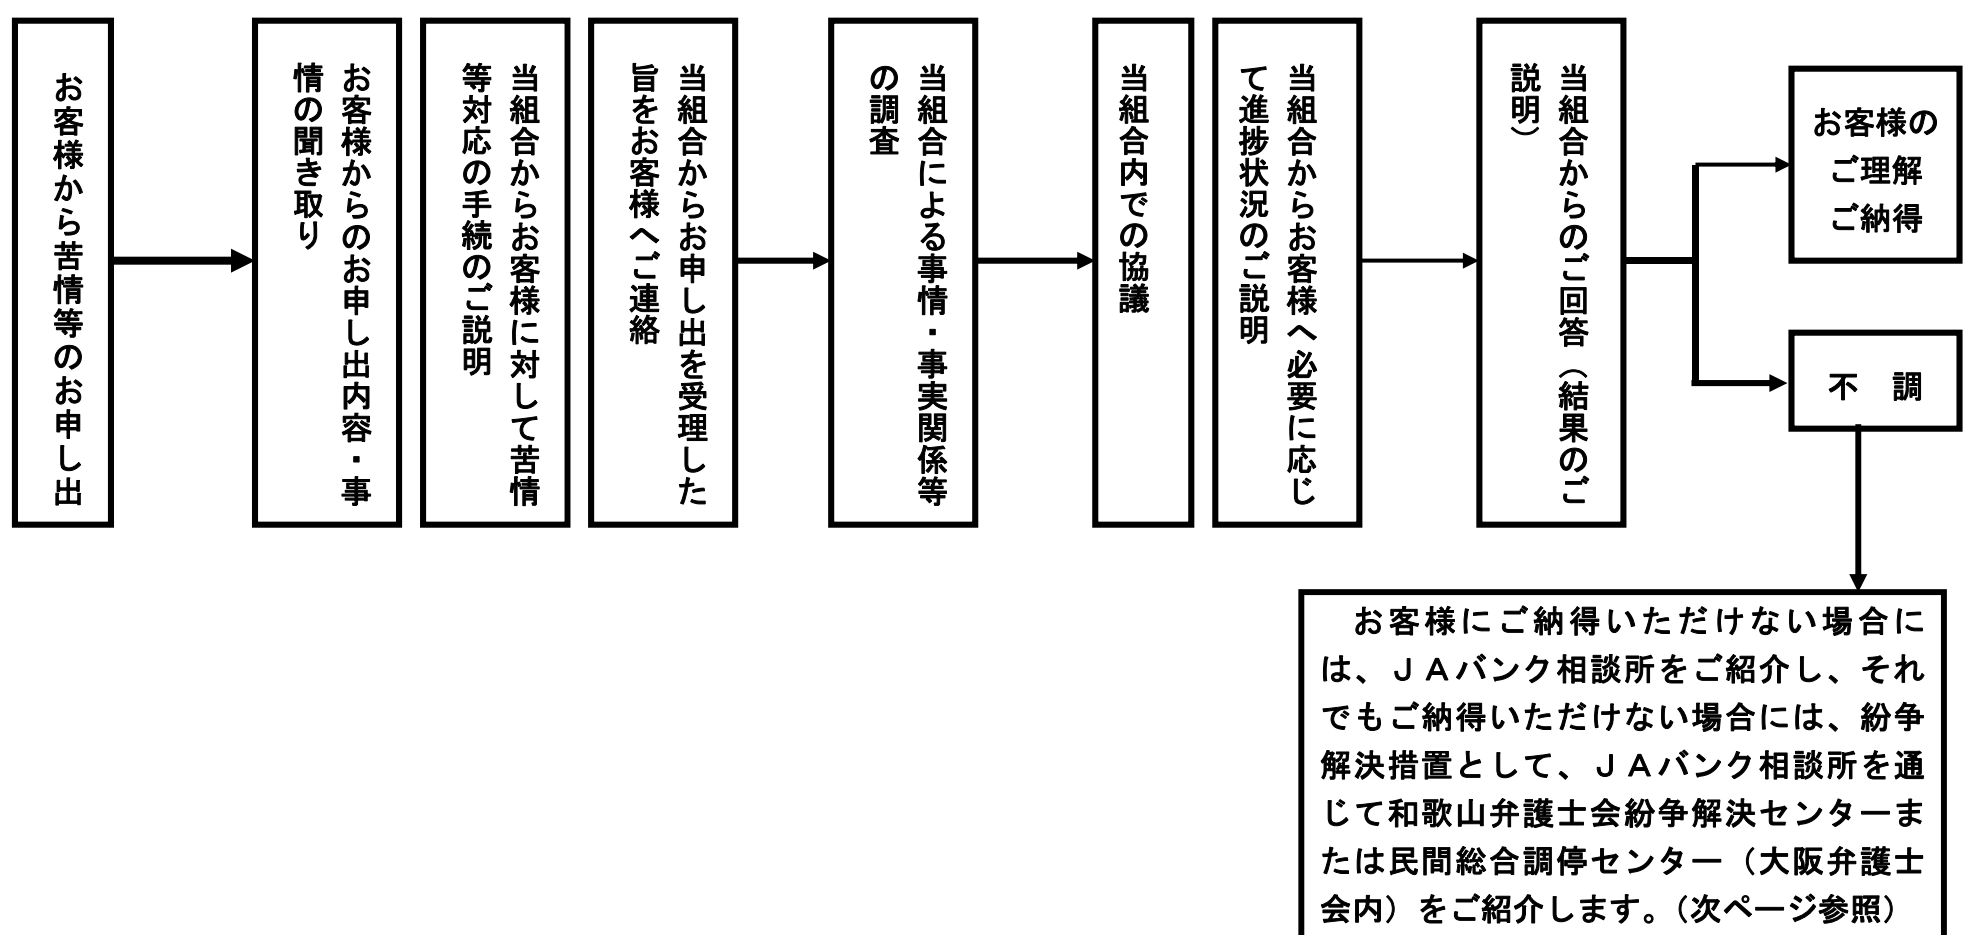 お客様から苦情等のお申し出
お客様からのお申し出内容・事
情の聞き取り
当組合からお客様に対して苦情
等対応の手続のご説明
当組合からお申し出を受理した
旨をお客様へご連絡
当組合による事情・事実関係等
の調査
当組合内での協議
当組合からお客様へ必要に応じ
て進捗状況のご説明
当組合からのご回答（結果のご
説明）
お客様の
ご理解
ご納得
不　調
　お客様にご納得いただけない場合に
は、ＪＡバンク相談所をご紹介し、それ
でもご納得いただけない場合には、紛争
解決措置として、ＪＡバンク相談所を通
じて和歌山弁護士会紛争解決センターま
たは民間総合調停センター（大阪弁護士
会内）をご紹介します。（次ページ参照）